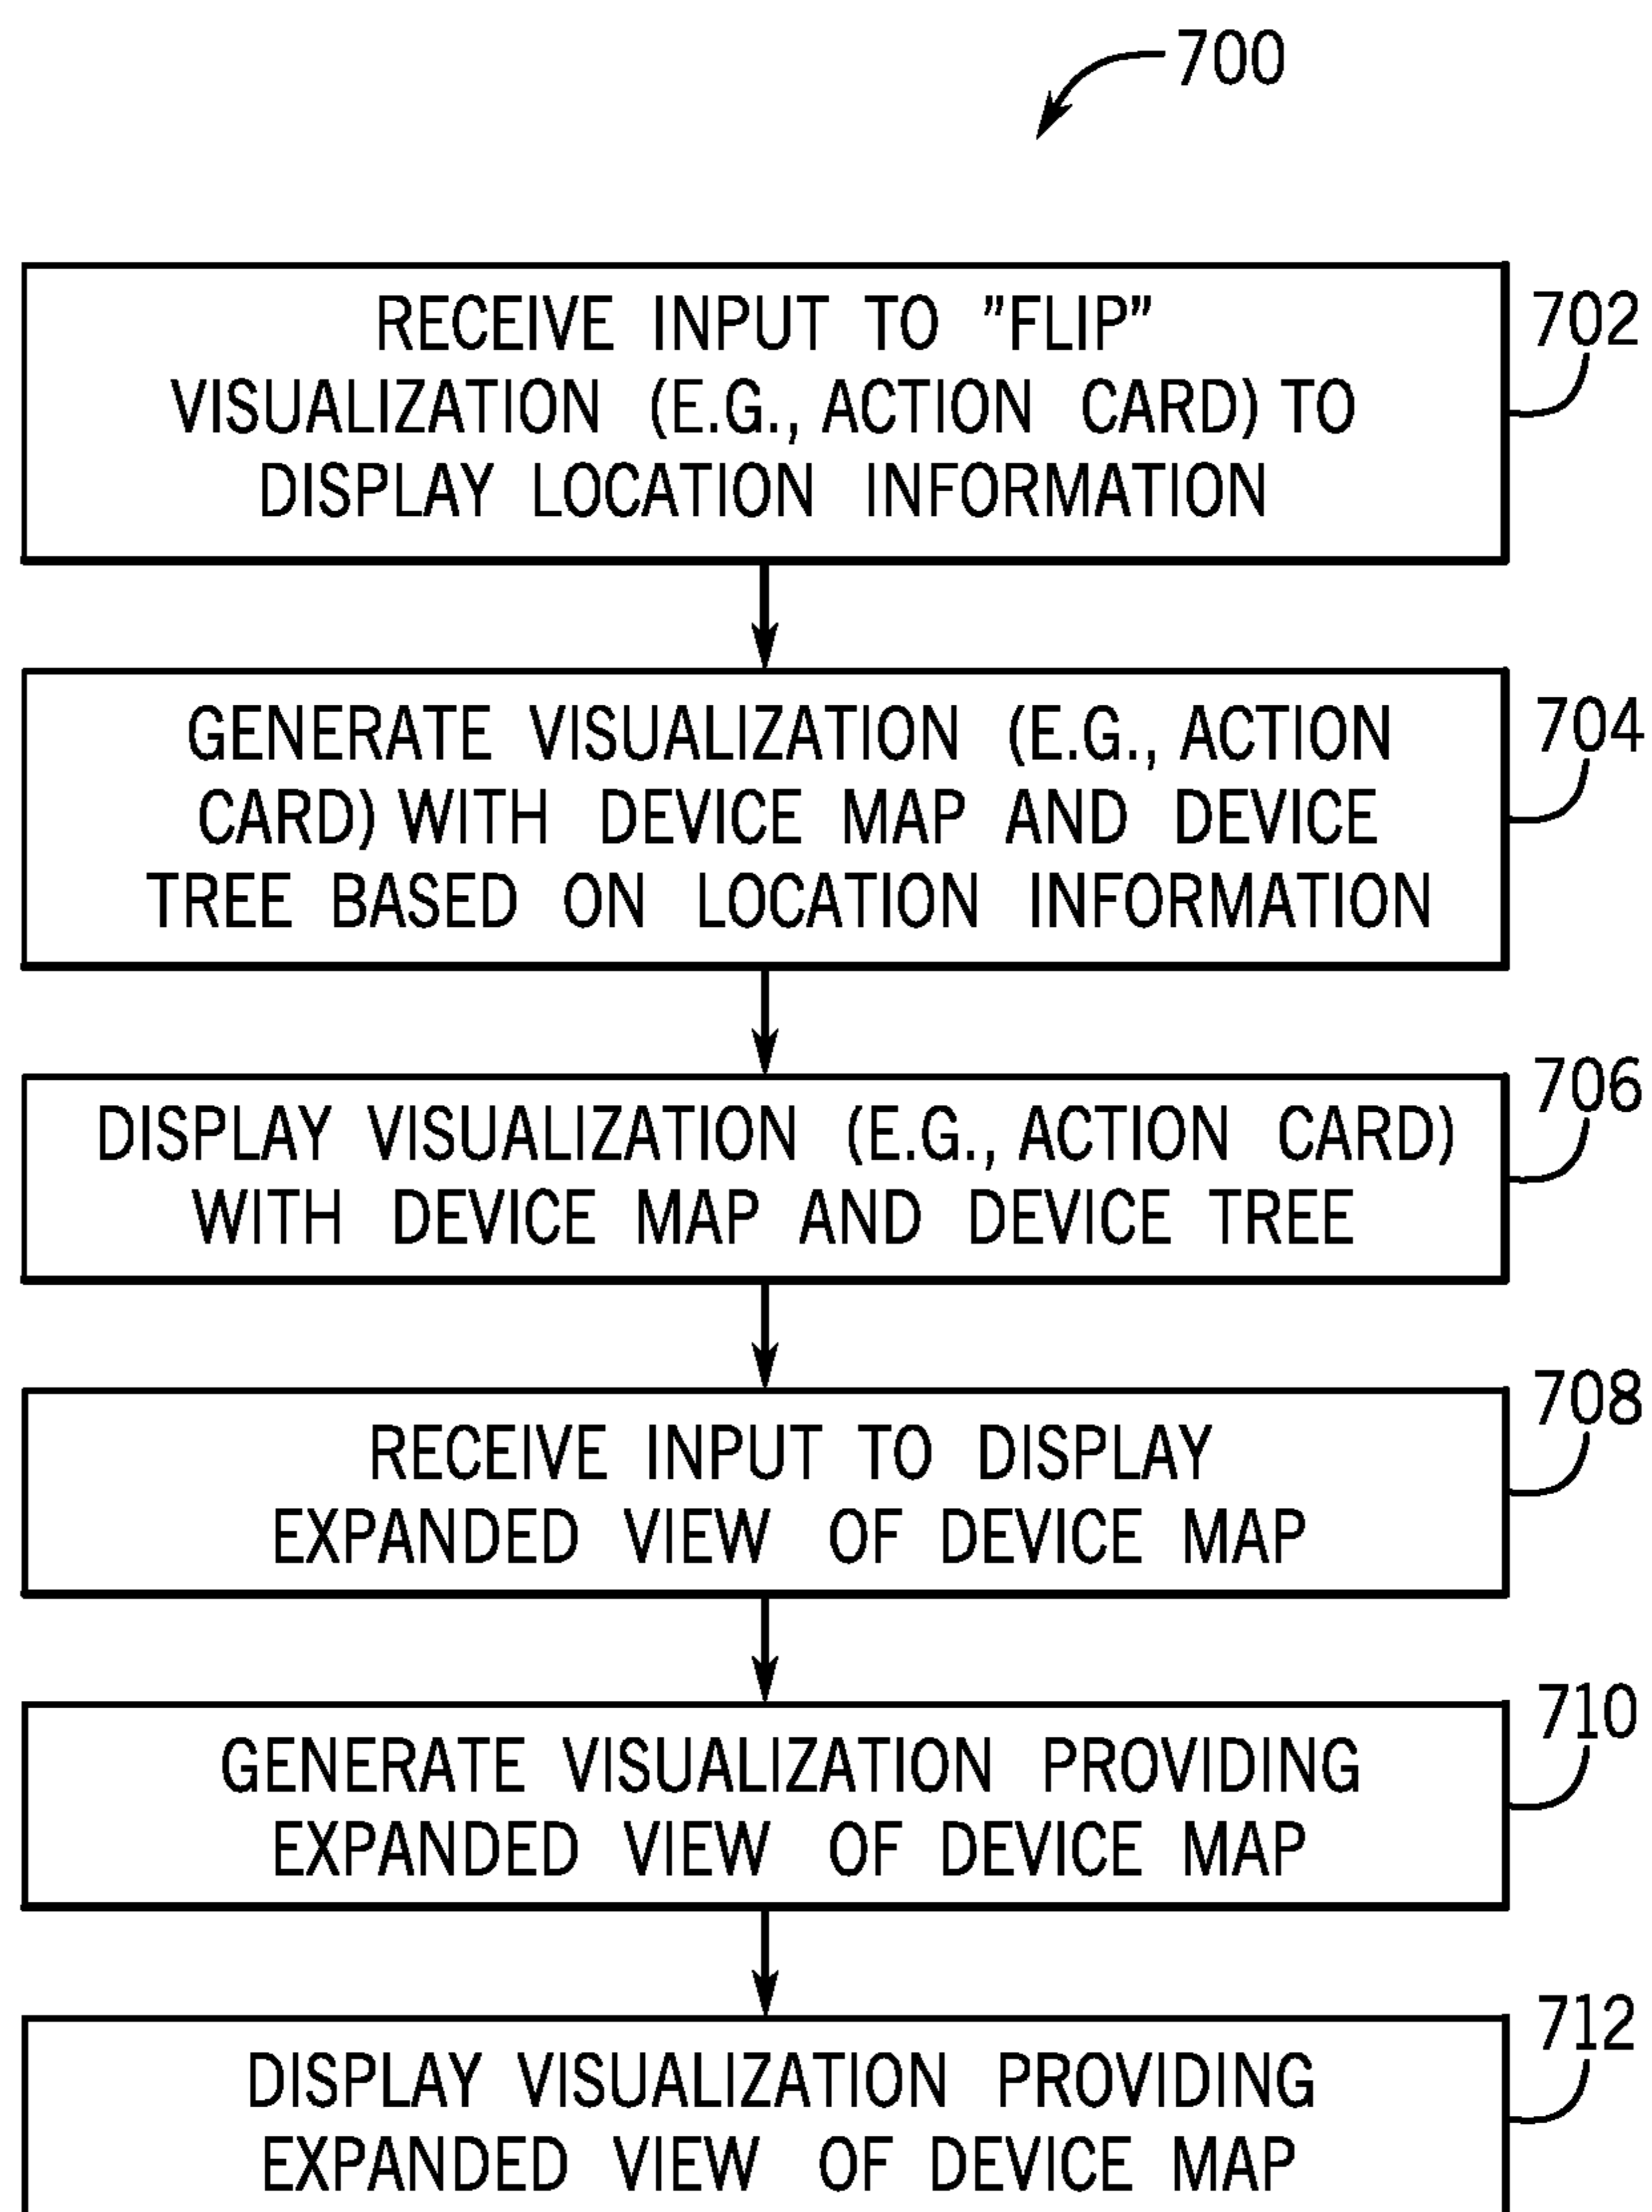 700
RECEIVE INPUT TO ”FLIP”
VISUALIZATION (E.G., ACTION CARD) TO
DISPLAY LOCATION INFORMATION
702
GENERATE VISUALIZATION (E.G., ACTION
CARD) WITH DEVICE MAP AND DEVICE
TREE BASED ON LOCATION INFORMATION
704
DISPLAY VISUALIZATION (E.G., ACTION CARD)
WITH DEVICE MAP AND DEVICE TREE
706
RECEIVE INPUT TO DISPLAY
EXPANDED VIEW OF DEVICE MAP
708
GENERATE VISUALIZATION PROVIDING
EXPANDED VIEW OF DEVICE MAP
710
DISPLAY VISUALIZATION PROVIDING
EXPANDED VIEW OF DEVICE MAP
712